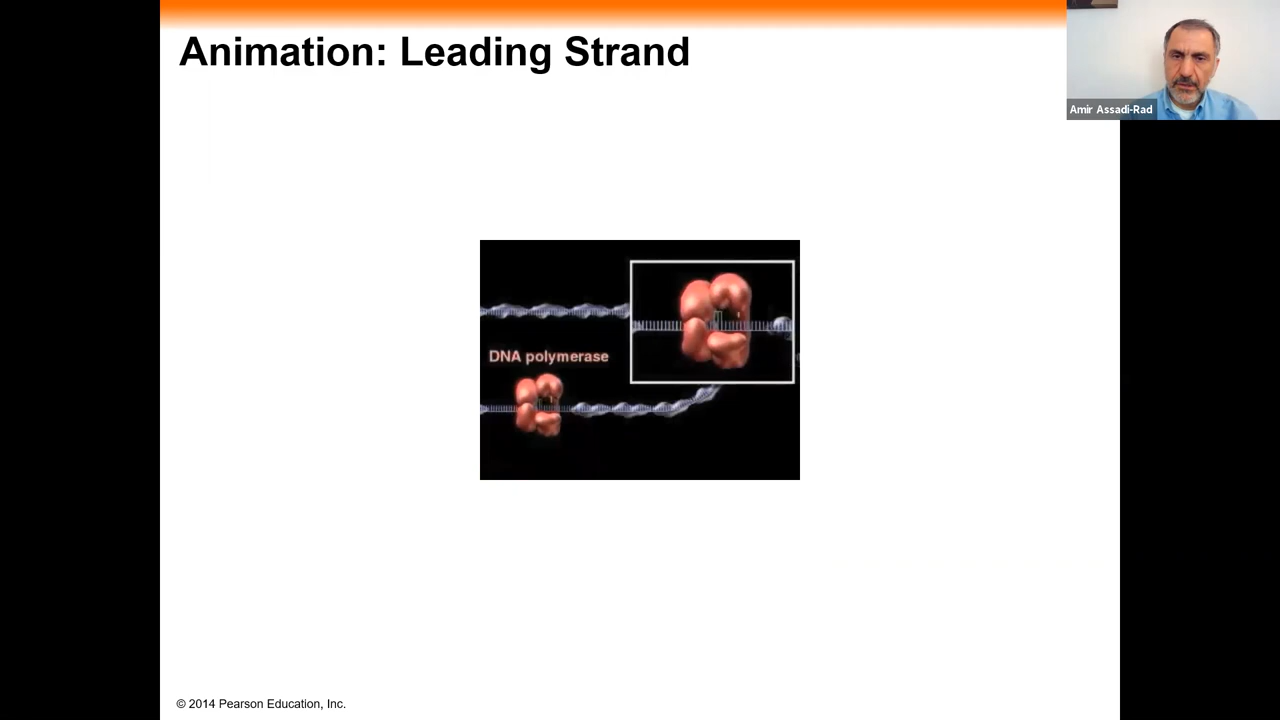 Animation: Leading Strand
Amir Assadi-Rad
DNA polymerase
© 2014 Pearson Education, Inc.